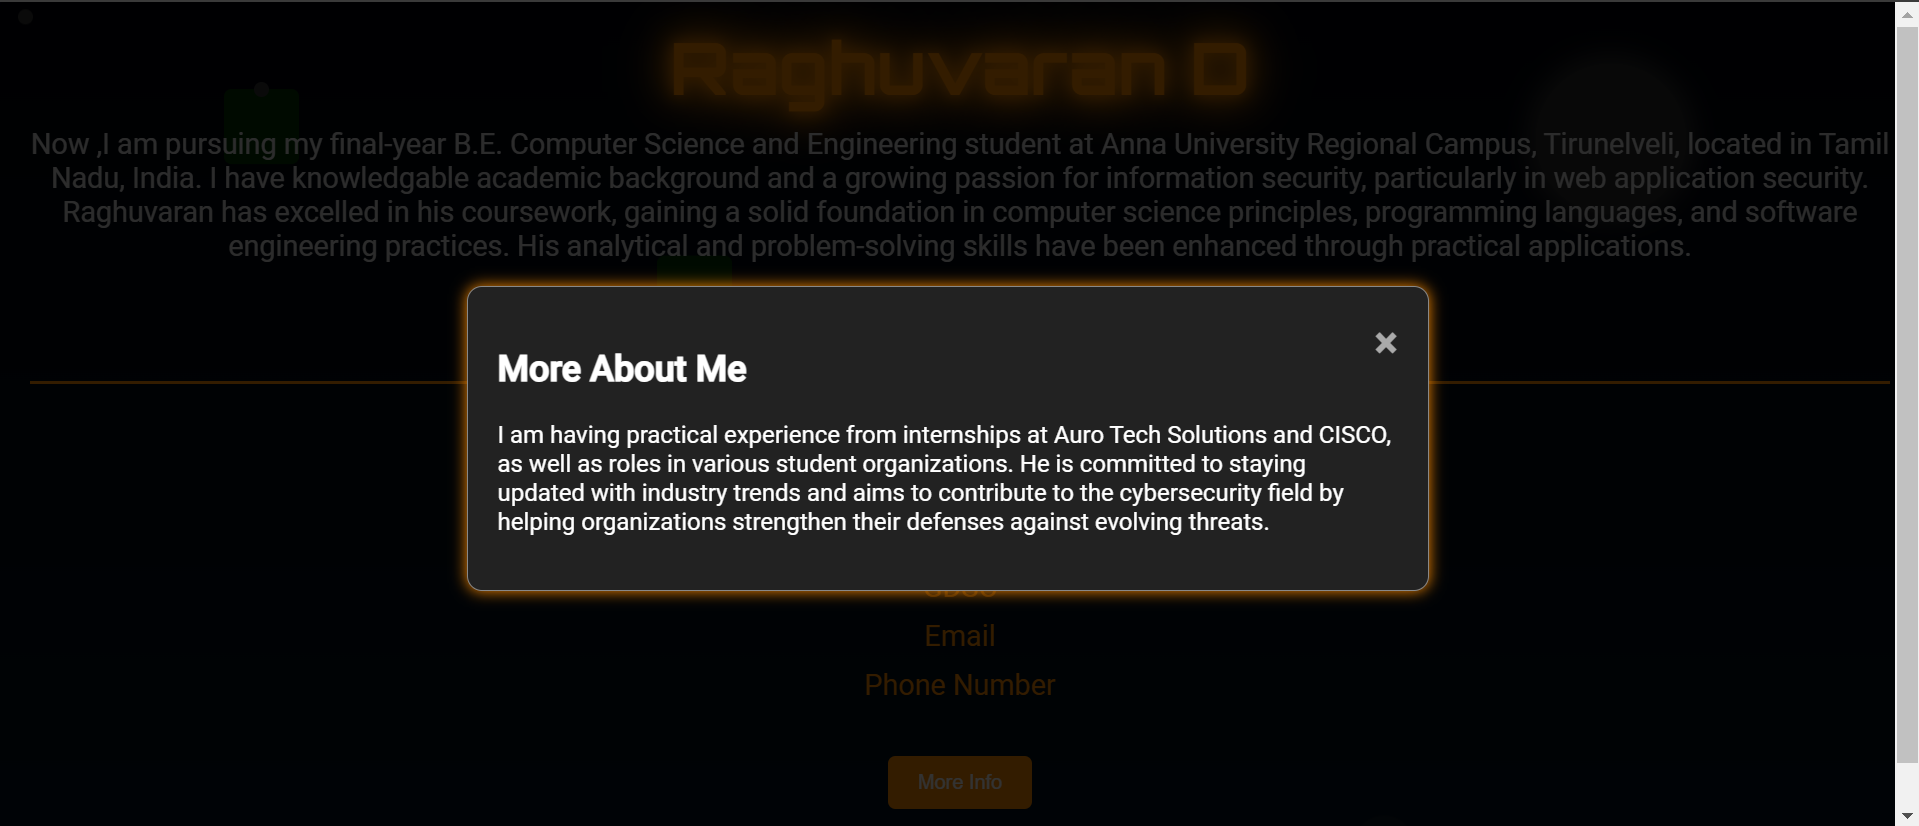 Raghuvaran D
Now ,I am pursuing my final-year B.E. Computer Science and Engineering student at Anna University Regional Campus, Tirunelveli, located in Tamil
Nadu, India. I have knowledgable academic background and a growing passion for information security, particularly in web application security.
Raghuvaran has excelled in his coursework, gaining a solid foundation in computer science principles, programming languages, and software
engineering practices. His analytical and problem-solving skills have been enhanced through practical applications.
×
More About Me
I am having practical experience from internships at Auro Tech Solutions and CISCO,
as well as roles in various student organizations. He is committed to staying
updated with industry trends and aims to contribute to the cybersecurity field by
helping organizations strengthen their defenses against evolving threats.
Email
Phone Number
More Info